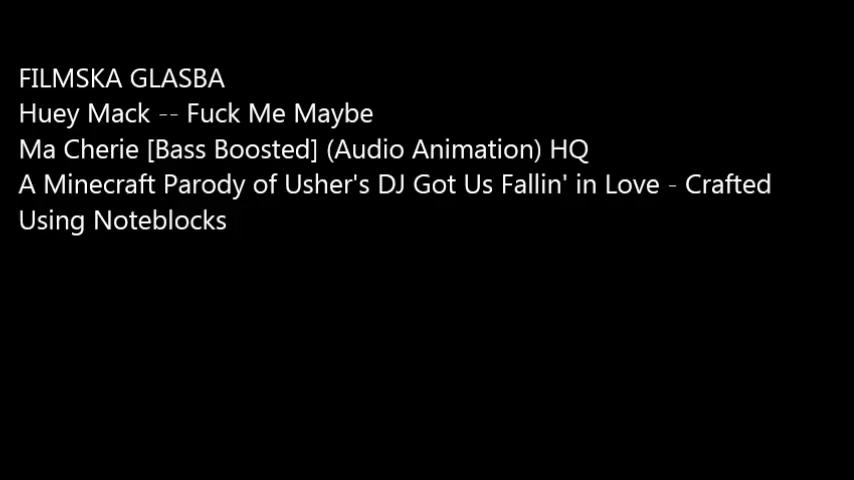 FILMSKA GLASBA
Huey Mack -- Fuck Me Maybe
Ma Cherie [Bass Boosted] (Audio Animation) HQ
A Minecraft Parody of Usher's DJ Got Us Fallin' in Love - Crafted
Using Noteblocks